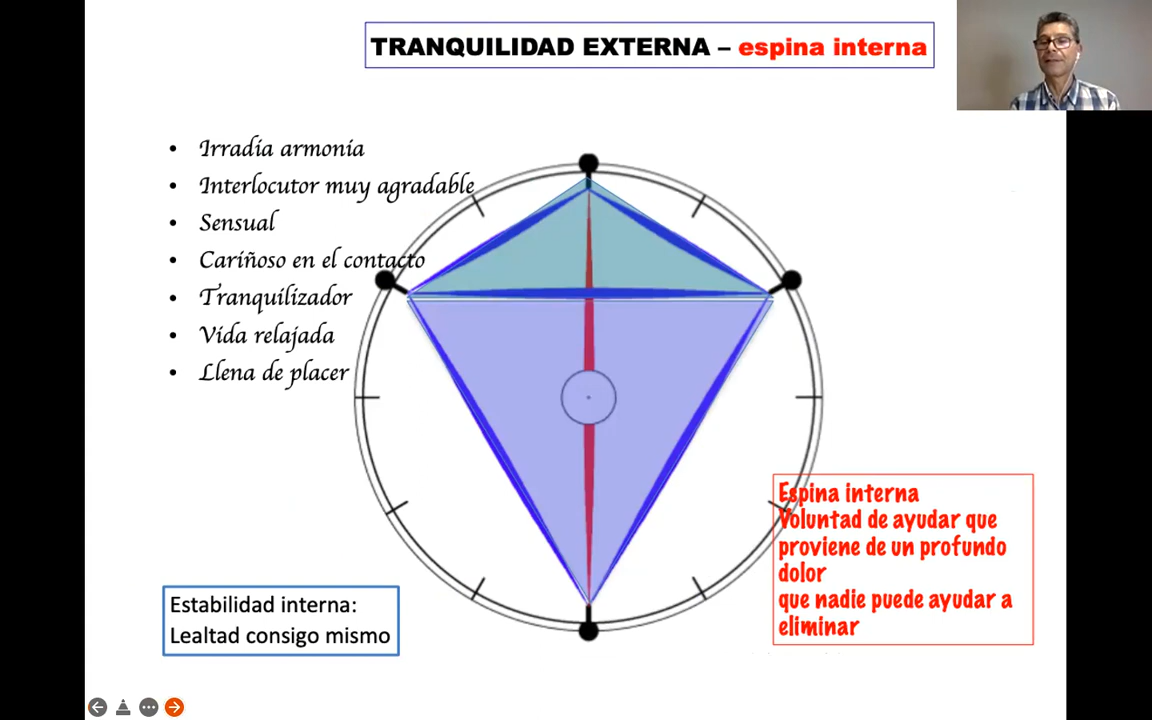 TRANQUILIDAD EXTERNA – espina interna
• Irradia armonía
• Interlocutor muy agradable
• Sensual
• Cariñoso en el contacto
• Tranquilizador
• Vida relajada
• Llena de placer
Espina interna
Voluntad de ayudar que
proviene de un profundo
dolor
que nadie puede ayudar a
eliminar
Estabilidad interna:
Lealtad consigo mismo